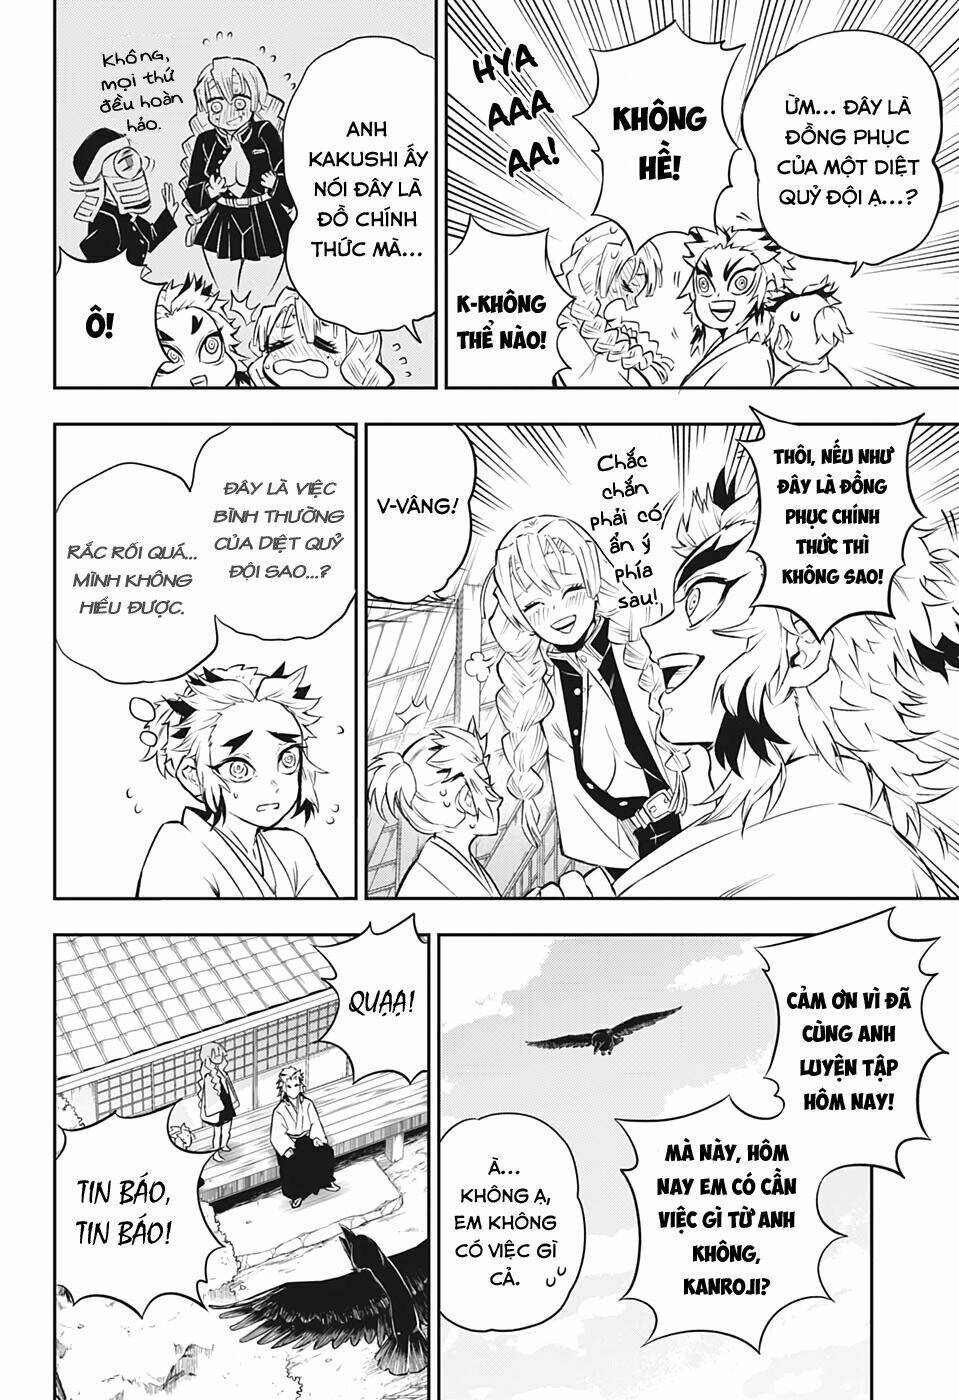 ỪM... ĐÂY LÀ
ĐỒNG PHỤC
CỦA MỘT DIỆT
QUỶ ĐỘI Ạ...?
KHÔNG
HỀ!
HYA
AAA
AA!
K-KHÔNG
THỂ NÀO!
ANH
KAKUSHI ẤY
NÓI ĐÂY LÀ
ĐỒ CHÍNH
THỨC MÀ...
Không,
mọi thứ
đều hoàn
hảo.
Ô!
THÔI, NẾU NHƯ
ĐÂY LÀ ĐỒNG
PHỤC CHÍNH
THỨC THÌ
KHÔNG SAO!
Chắc
chắn
phải có
ẩn ý
phía
sau!
V-VÂNG!
ĐÂY LÀ VIỆC
BÌNH THƯỜNG
CỦA DIỆT QUỶ
ĐỘI SAO...?
RẮC RỐI QUÁ...
MÌNH KHÔNG
HIỂU ĐƯỢC.
CẢM ƠN VÌ ĐÃ
CÙNG ANH
LUYỆN TẬP
HÔM NAY!
MÀ NÀY, HÔM
NAY EM CÓ CẦN
VIỆC GÌ TỪ ANH
KHÔNG,
KANROJI?
À...
KHÔNG Ạ,
EM KHÔNG
CÓ VIỆC GÌ
CẢ.
QUẠẠ!
TIN BÁO,
TIN BÁO!